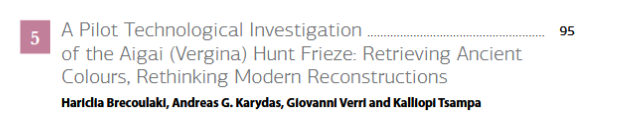 5 A Pilot Technological Investigation ........................................................ 95
of the Aigai (Vergina) Hunt Frieze: Retrieving Ancient
Colours, Rethinking Modern Reconstructions
Hariclia Brecoulaki, Andreas G. Karydas, Giovanni Verri and Kalliopi Tsampa